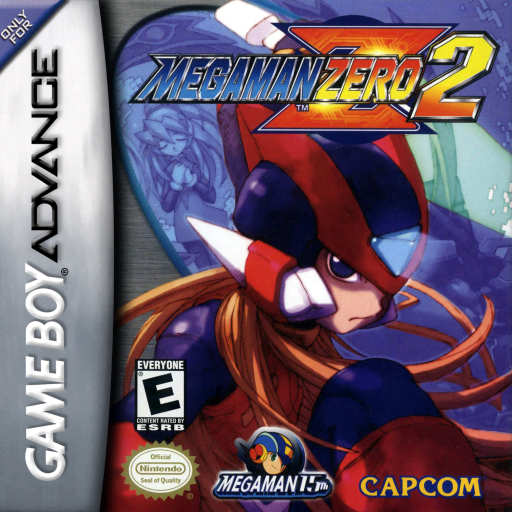 ONLY
FOR
GAME BOY ADVANCE
MEGAMAN ZERO 2
TM
EVERYONE
E
CONTENT RATED BY
ESRB
Official
Nintendo
Seal of Quality
MEGAMAN 15th
CAPCOM